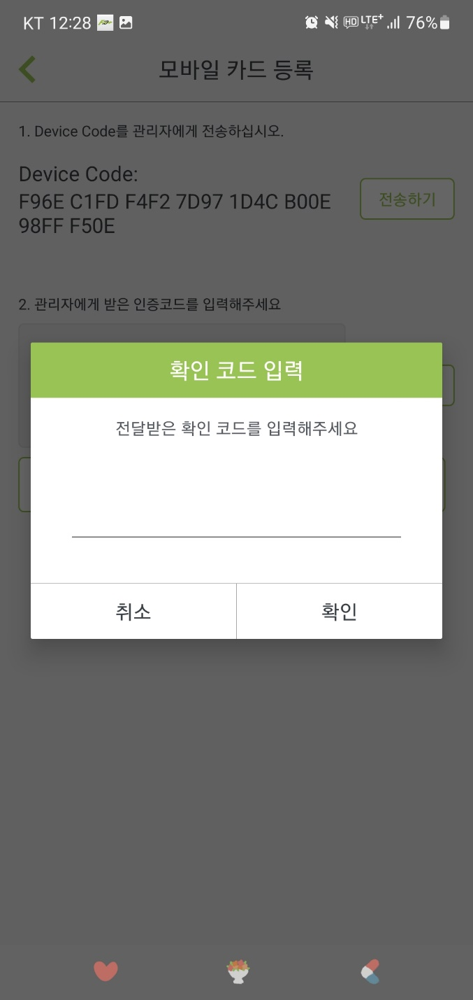 KT 12:28
HD LTE+ 76%
모바일 카드 등록
1. Device Code를 관리자에게 전송하십시오.
Device Code:
F96E C1FD F4F2 7D97 1D4C B00E
98FF F50E
전송하기
2. 관리자에게 받은 인증코드를 입력해주세요
확인 코드 입력
전달받은 확인 코드를 입력해주세요
취소
확인